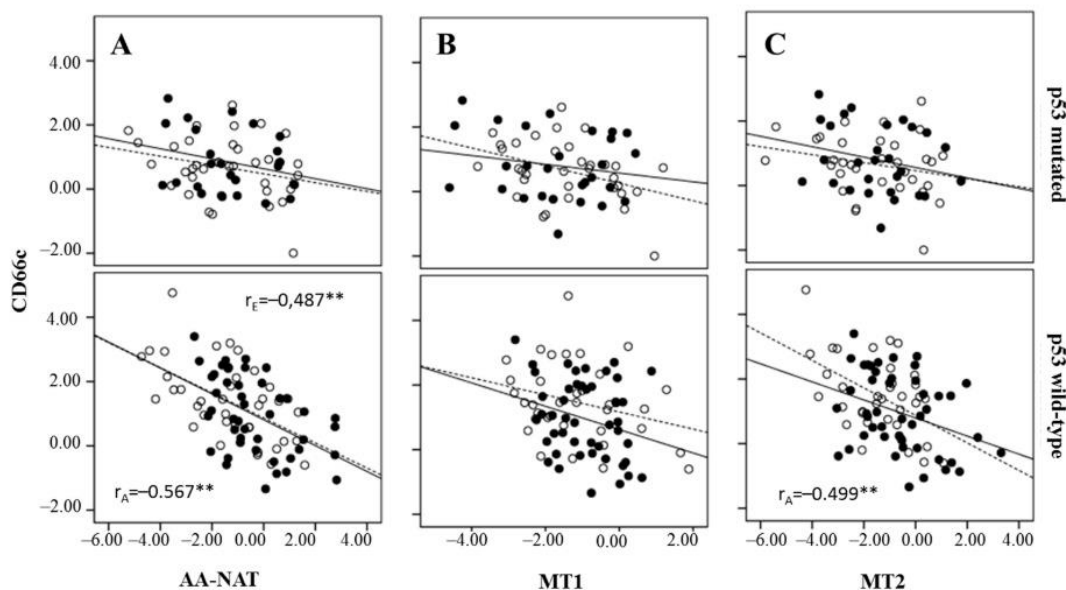 A
B
C
4.00
2.00
0.00
−2.00
p53 mutated
CD66c
4.00
2.00
0.00
−2.00
rE=−0,487**
rA=−0.567**
rA=−0.499**
p53 wild-type
−6.00 −4.00 −2.00 0.00 2.00 4.00
−4.00 −2.00 0.00 2.00
−6.00 −4.00 −2.00 0.00 2.00 4.00
AA-NAT
MT1
MT2